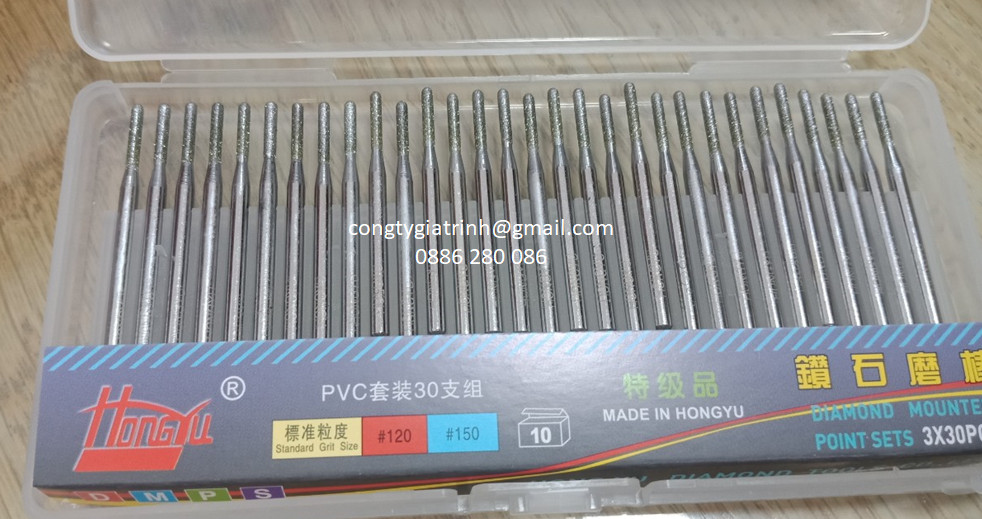 congtygiatrinh@gmail.com
0886 280 086
HONGYU®
PVC套装30支组
標准粒度
Standard Grit Size
#120
#150
10
特级品
MADE IN HONGYU
鑽石磨
DIAMOND MOUNTE
POINT SETS 3X30P
D M P S
DIAMOND